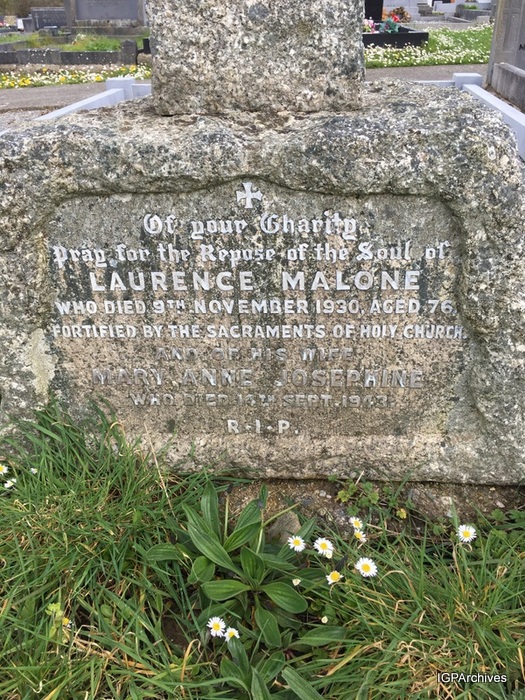 Of your Charity
Pray for the Repose of the Soul of
LAURENCE MALONE
WHO DIED 9TH NOVEMBER 1930, AGED 76,
FORTIFIED BY THE SACRAMENTS OF HOLY CHURCH.
AND OF HIS WIFE
MARY ANNE JOSEPHINE
WHO DIED 14TH SEPT. 1943.
R.I.P.
IGPArchives